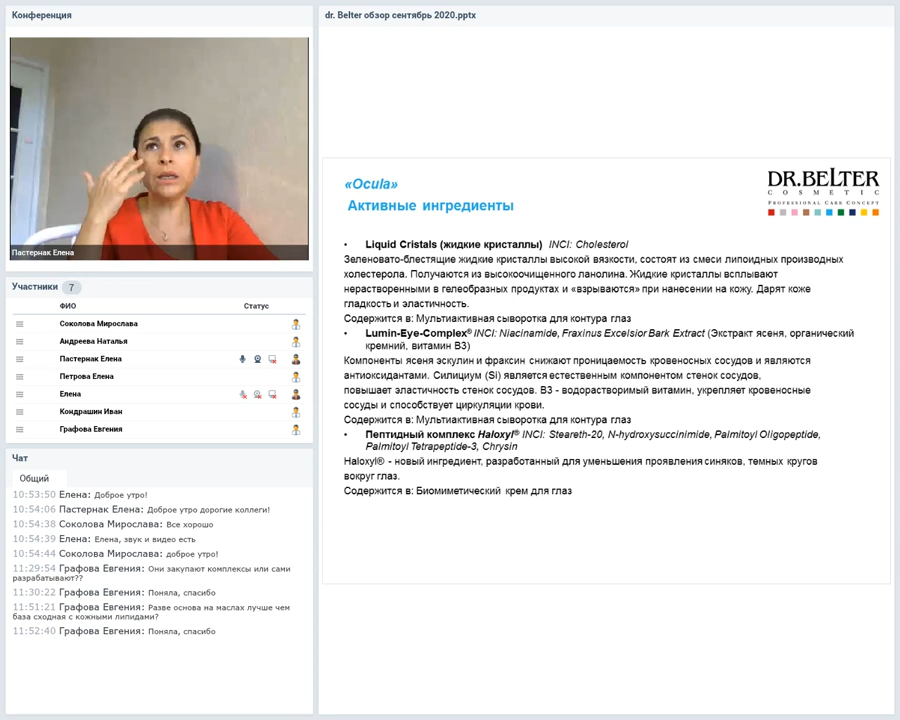 Конференция
Пастернак Елена
Участники 7
ФИО Статус
Соколова Мирослава
Андреева Наталья
Пастернак Елена
Петрова Елена
Елена
Кондрашин Иван
Графова Евгения
Чат
Общий
10:53:50 Елена: Доброе утро!
10:54:06 Пастернак Елена: Доброе утро дорогие коллеги!
10:54:38 Соколова Мирослава: Все хорошо
10:54:39 Елена: Елена, звук и видео есть
10:54:44 Соколова Мирослава: доброе утро!
11:29:54 Графова Евгения: Они закупают комплексы или сами
разрабатывают??
11:30:22 Графова Евгения: Поняла, спасибо
11:51:21 Графова Евгения: Разве основа на маслах лучше чем
база сходная с кожными липидами?
11:52:40 Графова Евгения: Поняла, спасибо
dr. Belter обзор сентябрь 2020.pptx
DR.BELTER
COSMETIC
PROFESSIONAL CARE CONCEPT
«Ocula»
Активные ингредиенты
• Liquid Cristals (жидкие кристаллы) INCI: Cholesterol
Зеленовато-блестящие жидкие кристаллы высокой вязкости, состоят из смеси липоидных производных
холестерола. Получаются из высокоочищенного ланолина. Жидкие кристаллы всплывают
нерастворенными в гелеобразных продуктах и «взрываются» при нанесении на кожу. Дарят коже
гладкость и эластичность.
Содержится в: Мультиактивная сыворотка для контура глаз
• Lumin-Eye-Complex® INCI: Niacinamide, Fraxinus Excelsior Bark Extract (Экстракт ясеня, органический
кремний, витамин В3)
Компоненты ясеня эскулин и фраксин снижают проницаемость кровеносных сосудов и являются
антиоксидантами. Силициум (Si) является естественным компонентом стенок сосудов,
повышает эластичность стенок сосудов. В3 - водорастворимый витамин, укрепляет кровеносные
сосуды и способствует циркуляции крови.
Содержится в: Мультиактивная сыворотка для контура глаз
• Пептидный комплекс Haloxyl® INCI: Steareth-20, N-hydroxysuccinimide, Palmitoyl Oligopeptide,
Palmitoyl Tetrapeptide-3, Chrysin
Haloxyl® - новый ингредиент, разработанный для уменьшения проявления синяков, темных кругов
вокруг глаз.
Содержится в: Биомиметический крем для глаз